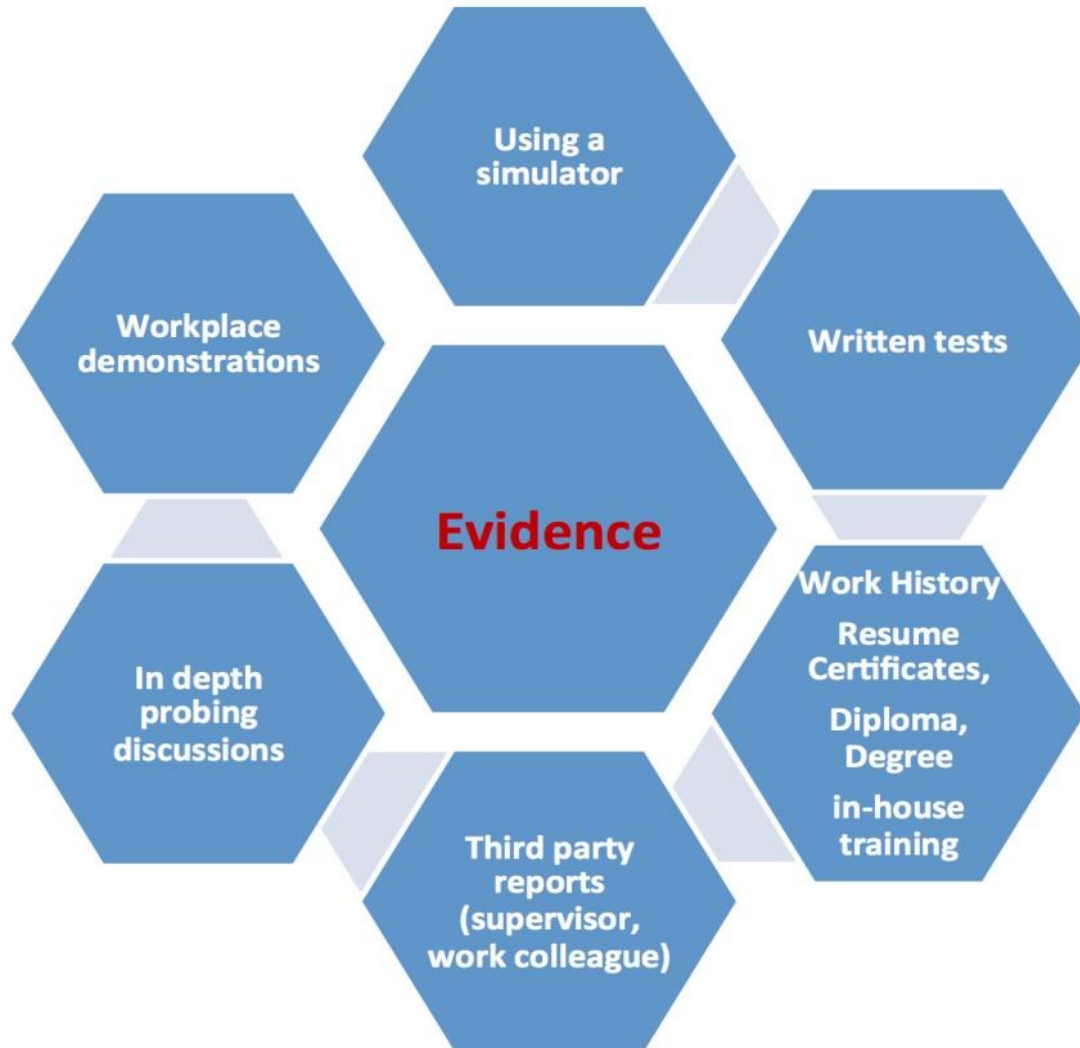 Using a
simulator
Written tests
Work History
Resume
Certificates,
Diploma,
Degree
in-house
training
Third party
reports
(supervisor,
work colleague)
In depth
probing
discussions
Workplace
demonstrations
Evidence